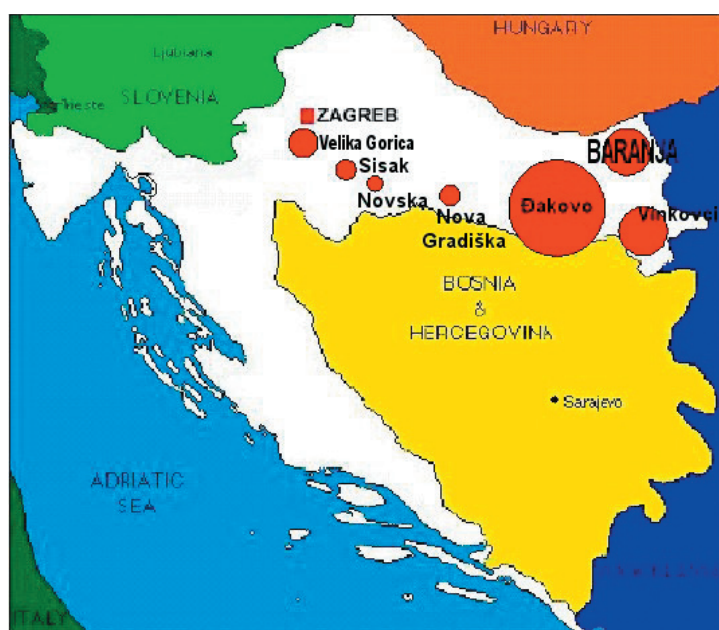 HUNGARY
Ljubljana
Trieste
SLOVENIA
ZAGREB
Velika Gorica
BARANJA
Sisak
Novska
Đakovo
Vinkovci
Nova
Gradiška
BOSNIA
&
HERCEGOVINA
Sarajevo
ADRIATIC
SEA
ITALY